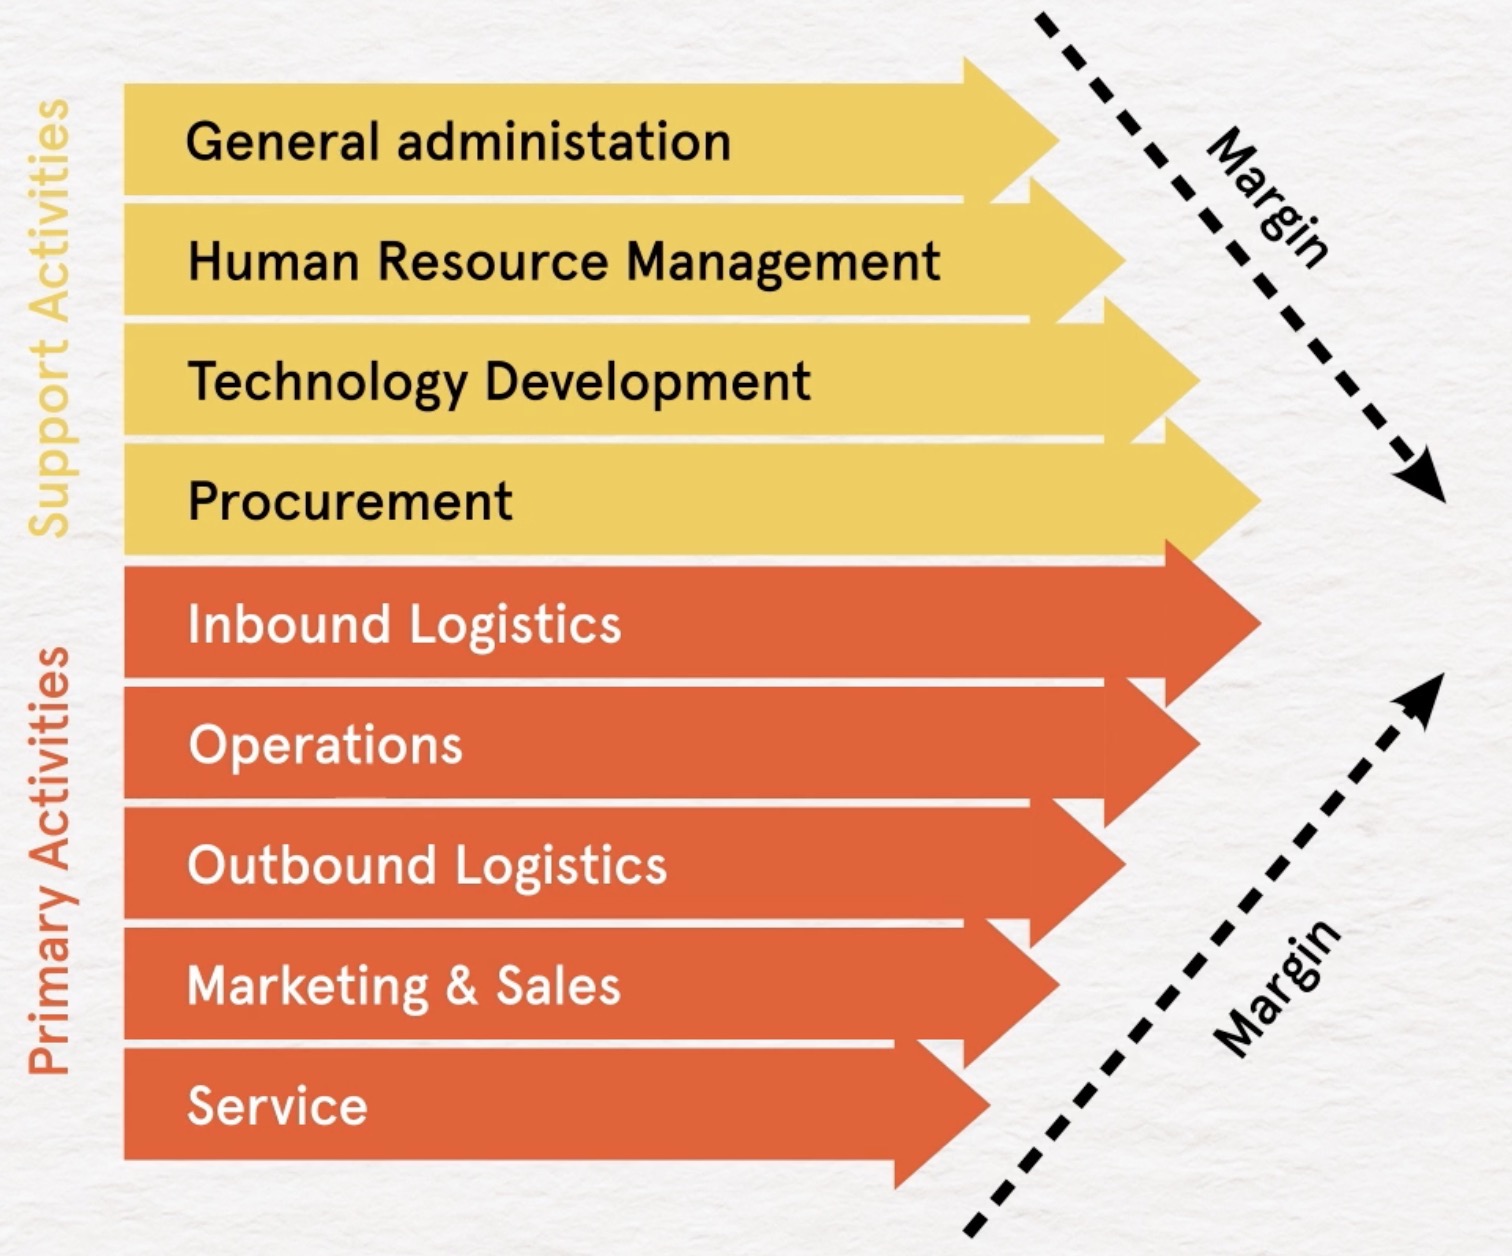 Support Activities
General administation
Human Resource Management
Technology Development
Procurement
Margin
Primary Activities
Inbound Logistics
Operations
Outbound Logistics
Marketing & Sales
Service
Margin